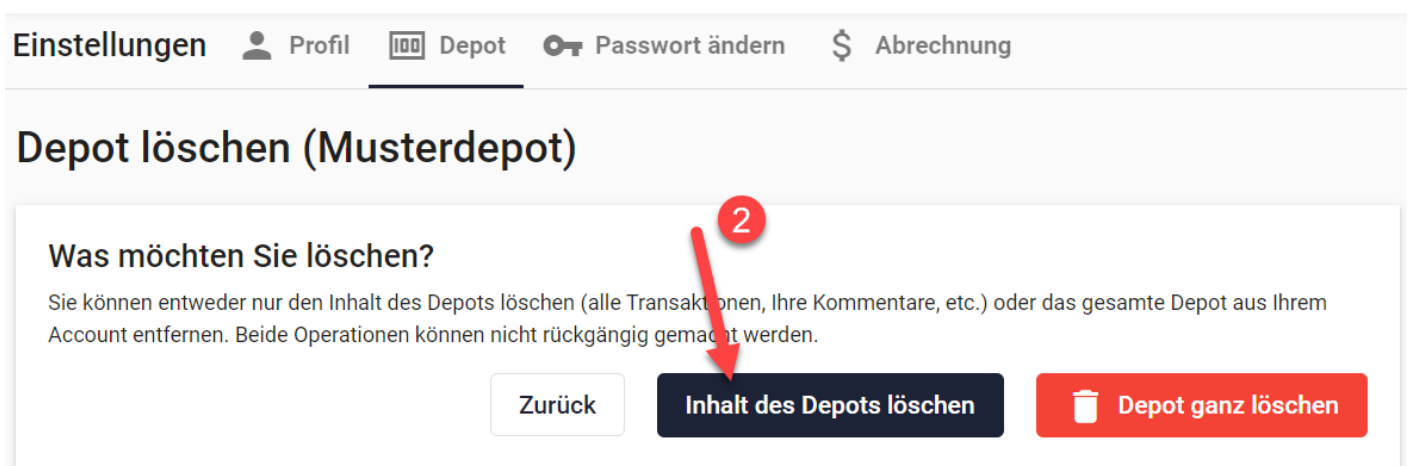 Einstellungen Profil Depot Passwort ändern Abrechnung
Depot löschen (Musterdepot)
2
Was möchten Sie löschen?
Sie können entweder nur den Inhalt des Depots löschen (alle Transaktionen, Ihre Kommentare, etc.) oder das gesamte Depot aus Ihrem
Account entfernen. Beide Operationen können nicht rückgängig gemacht werden.
Zurück Inhalt des Depots löschen Depot ganz löschen